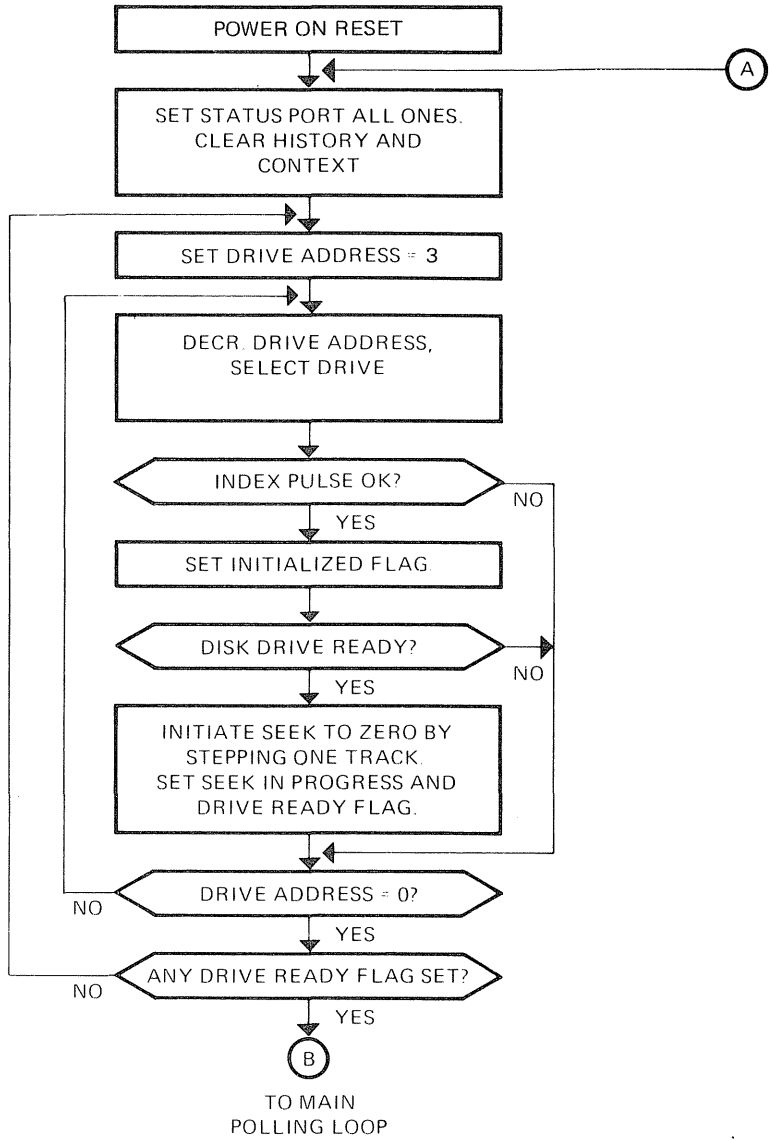 POWER ON RESET
A
SET STATUS PORT ALL ONES.
CLEAR HISTORY AND
CONTEXT
SET DRIVE ADDRESS = 3
DECR. DRIVE ADDRESS,
SELECT DRIVE
INDEX PULSE OK?
NO
YES
SET INITIALIZED FLAG.
DISK DRIVE READY?
NO
YES
INITIATE SEEK TO ZERO BY
STEPPING ONE TRACK.
SET SEEK IN PROGRESS AND
DRIVE READY FLAG.
DRIVE ADDRESS = 0?
NO
YES
ANY DRIVE READY FLAG SET?
NO
YES
B
TO MAIN
POLLING LOOP